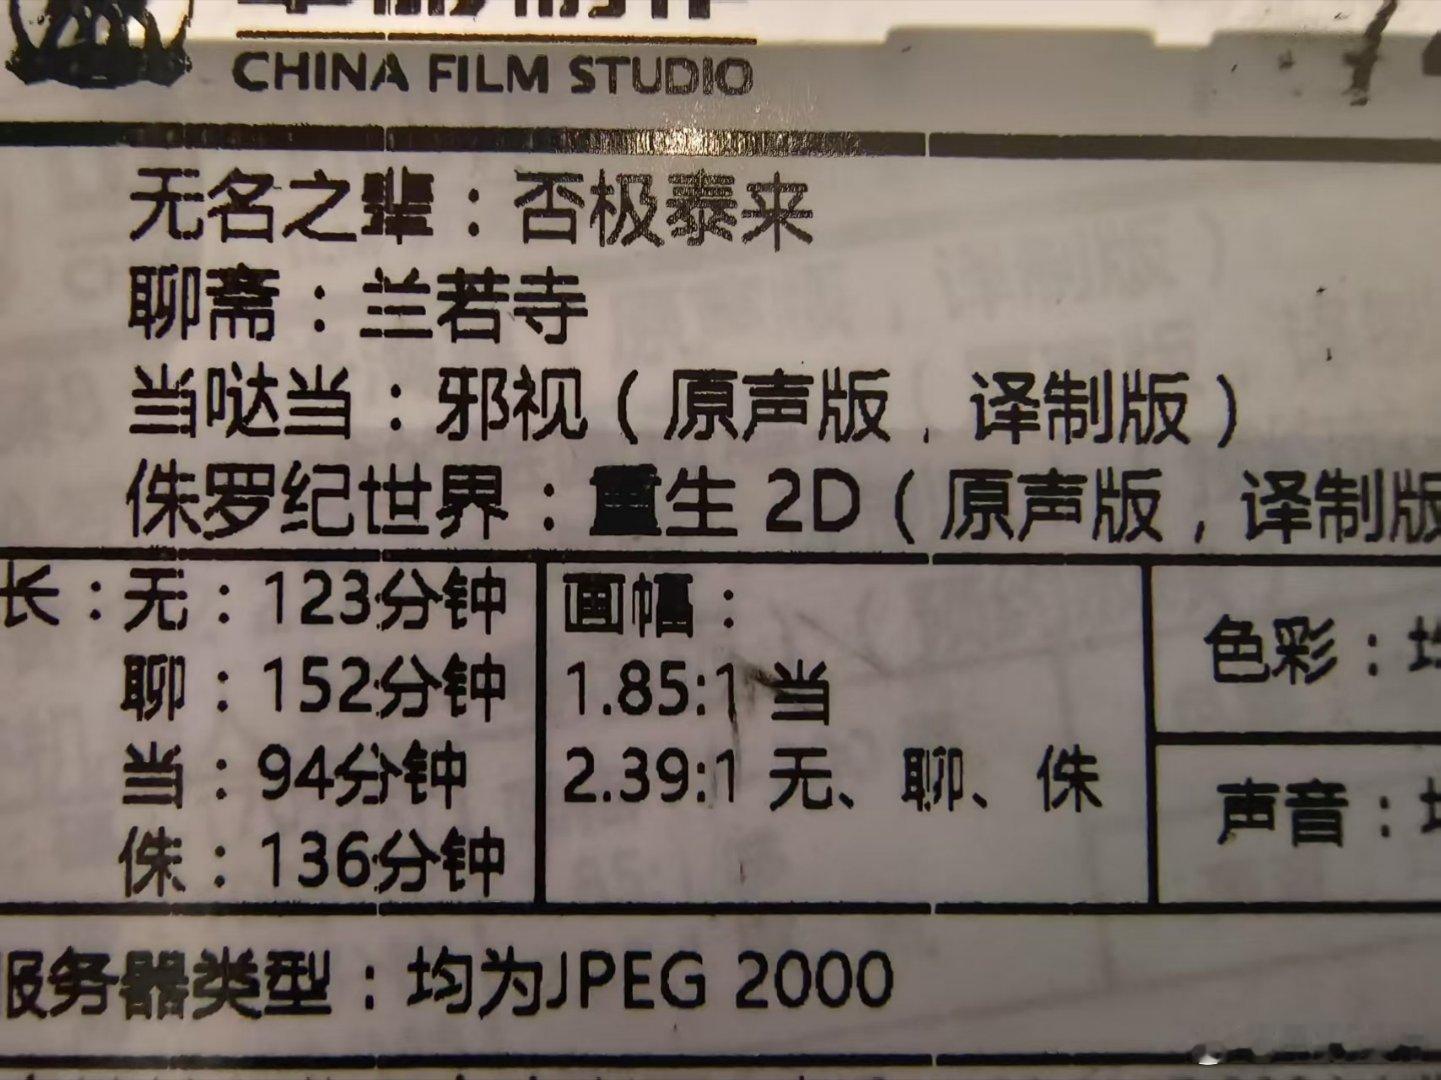 CHINA FILM STUDIO
无名之辈：否极泰来
聊斋：兰若寺
当哒当：邪视（原声版，译制版）
侏罗纪世界：重生 2D（原声版，译制版
长：无：123分钟
聊：152分钟
当：94分钟
侏：136分钟
画幅：
1.85:1 当
2.39:1 无、聊、侏
色彩：均
声音：均
服务器类型：均为JPEG 2000